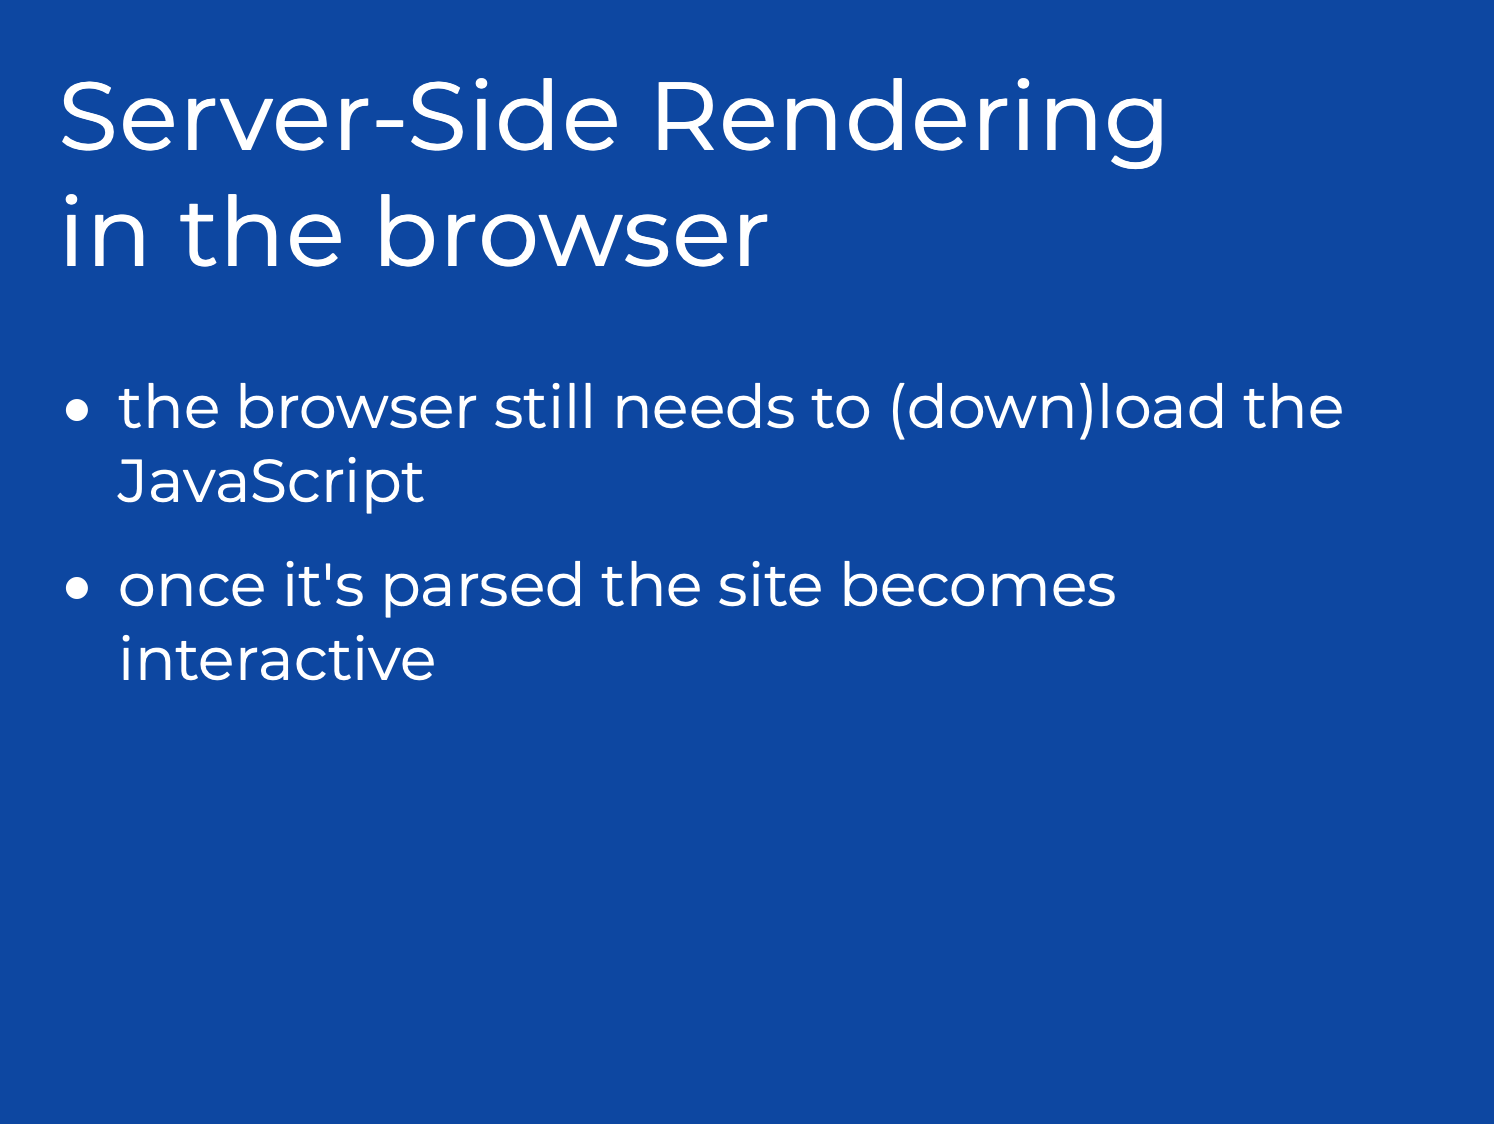 Server-Side Rendering
in the browser
• the browser still needs to (down)load the
JavaScript
• once it's parsed the site becomes
interactive